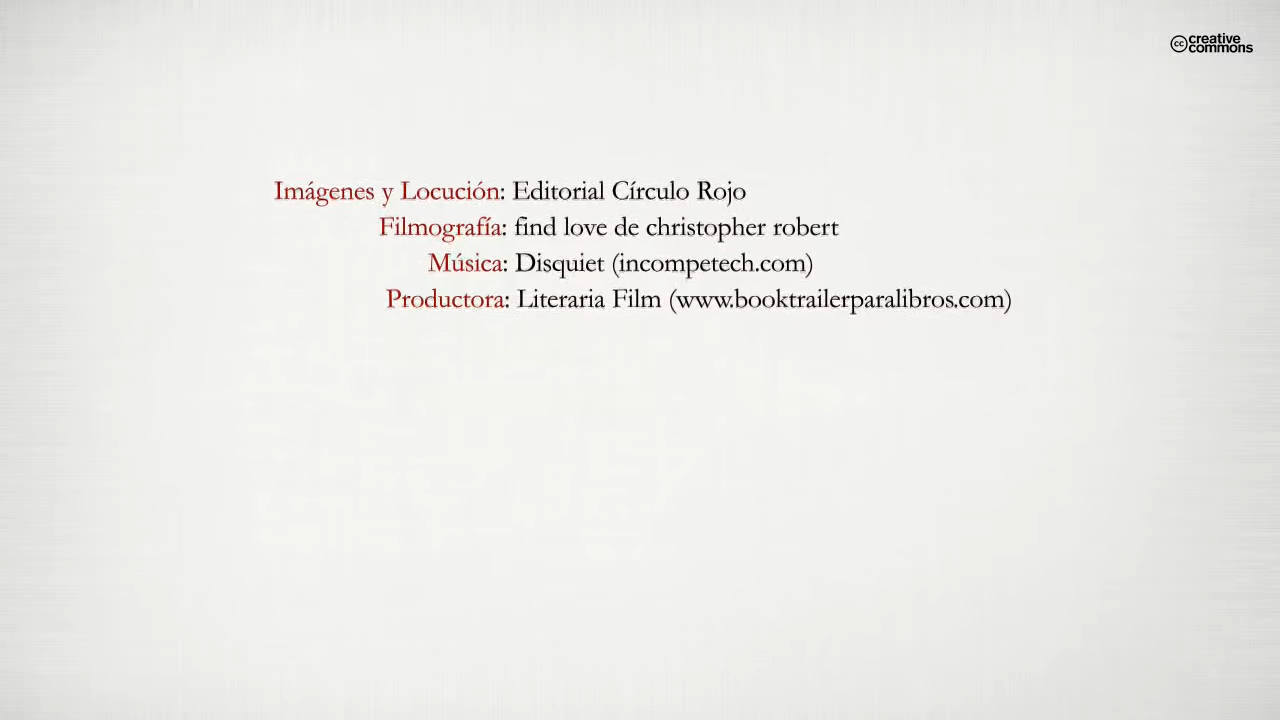 creative
commons
Imágenes y Locución: Editorial Círculo Rojo
Filmografía: find love de christopher robert
Música: Disquiet (incompetech.com)
Productora: Literaria Film (www.booktrailerparalibros.com)